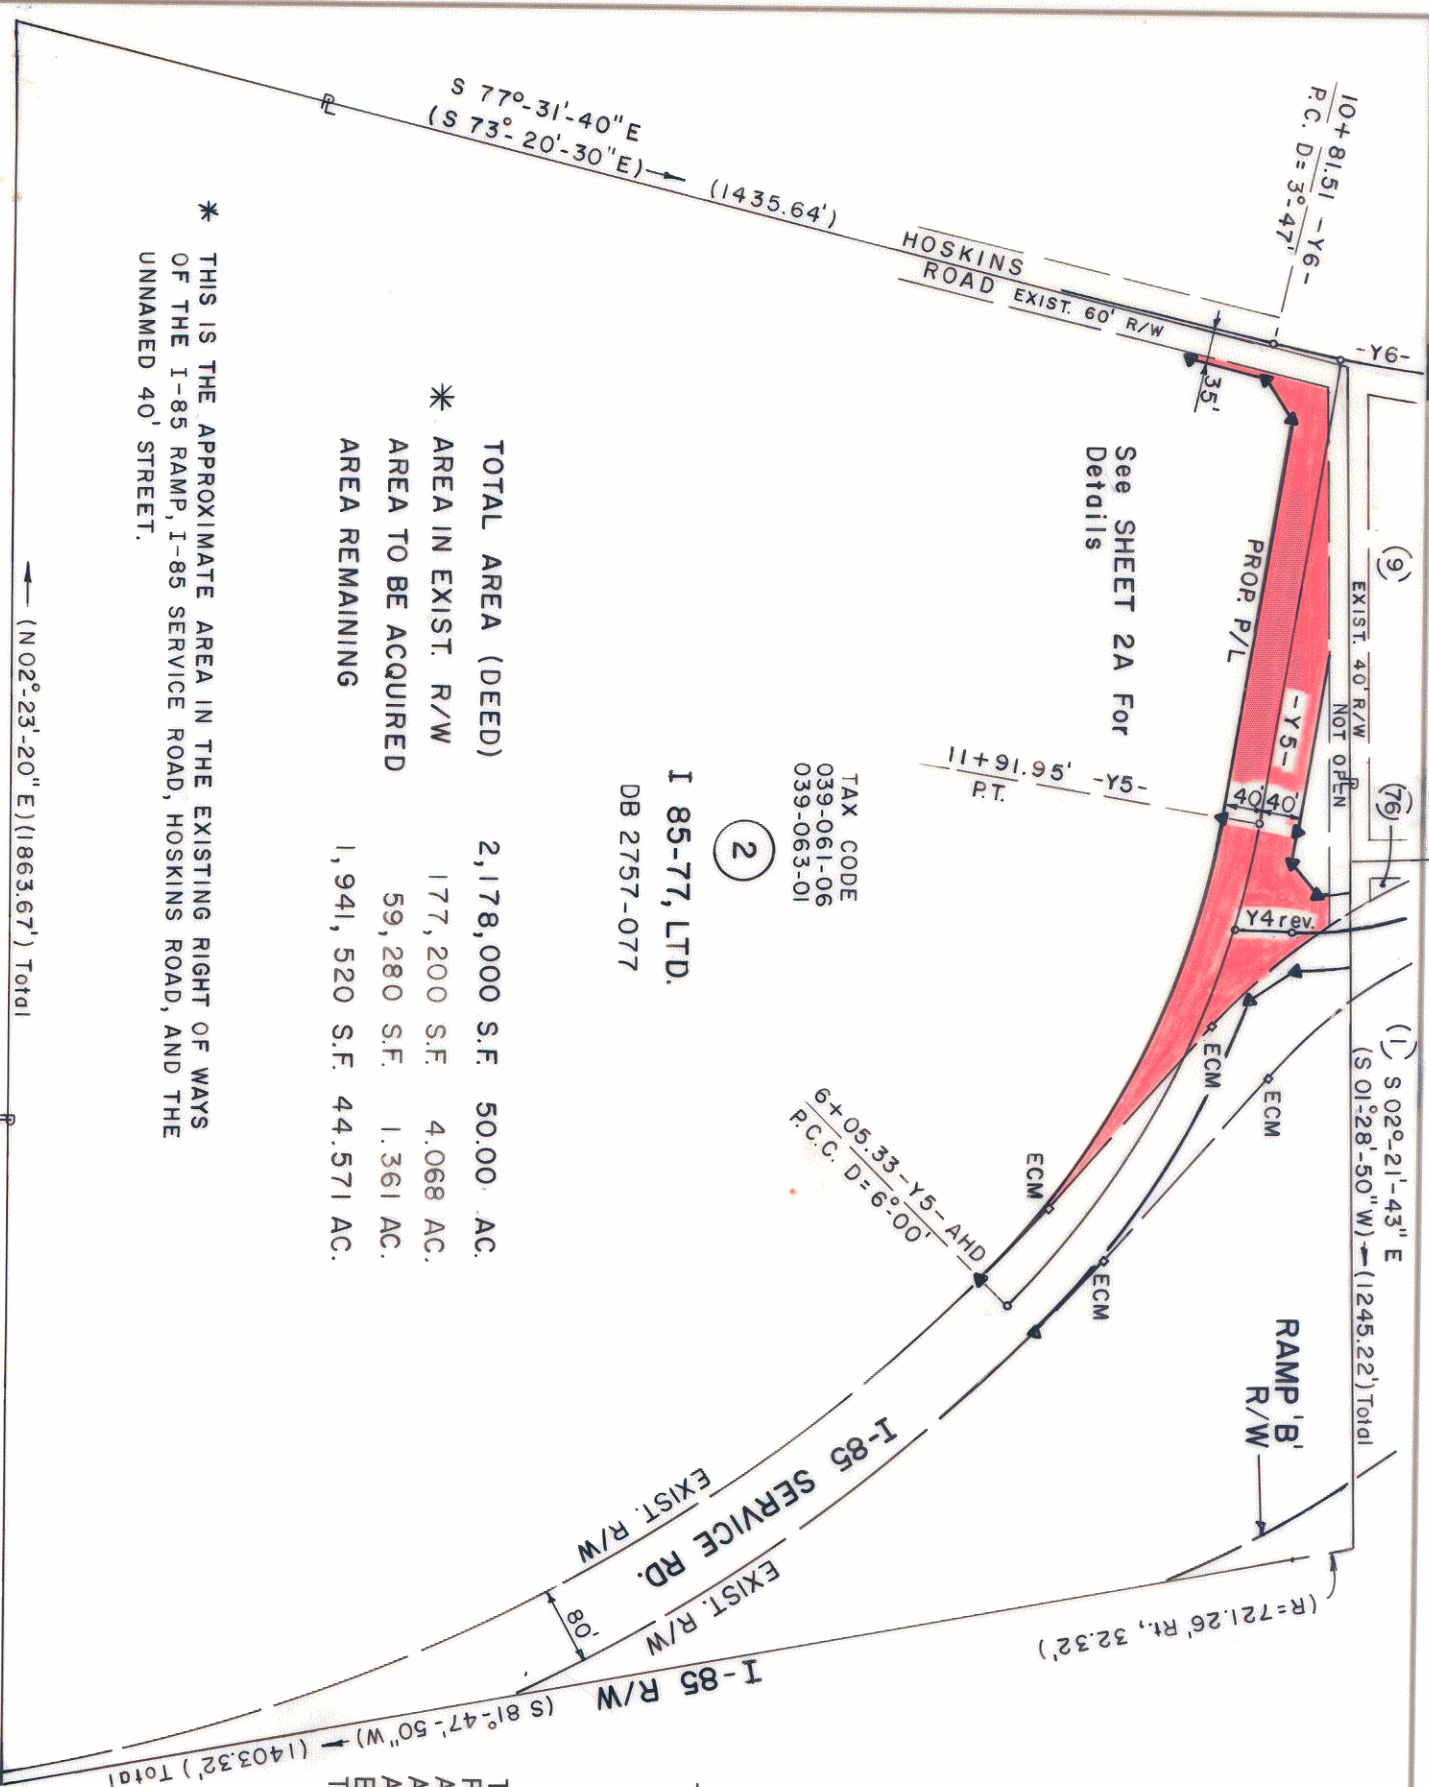 S 77°-31'-40" E
(S 73°-20'-30"E)
(1435.64')
HOSKINS
ROAD
EXIST. 60' R/W
10+81.51 -Y6-
P.C. D=3°-47'
-Y6-
35'
(9)
EXIST. 40' R/W
NOT OPEN
(76)
PROP. P/L
-Y5-
40'
40'
See SHEET 2A For
Details
11+91.95' -Y5-
P.T.
Y4 rev.
TAX CODE
039-061-06
039-063-01
2
I 85-77, LTD.
DB 2757-077
ECM
ECM
ECM
ECM
6+05.33-Y5-AHD
P.C.C. D=6°-00'
(1)
S 02°-21'-43" E
(S 01°-28'-50"W)
(1245.22') Total
RAMP 'B'
R/W
(R=721.26' Rt., 32.32')
TOTAL AREA (DEED) 2,178,000 S.F. 50.00 AC.
* AREA IN EXIST. R/W 177,200 S.F. 4.068 AC.
AREA TO BE ACQUIRED 59,280 S.F. 1.361 AC.
AREA REMAINING 1,941,520 S.F. 44.571 AC.
* THIS IS THE APPROXIMATE AREA IN THE EXISTING RIGHT OF WAYS
OF THE I-85 RAMP, I-85 SERVICE ROAD, HOSKINS ROAD, AND THE
UNNAMED 40' STREET.
I-85 SERVICE RD.
EXIST. R/W
EXIST. R/W
80'
I-85 R/W
(S 81°-47'-50"W)
(1403.32') Total
(N 02°-23'-20" E)(1863.67') Total